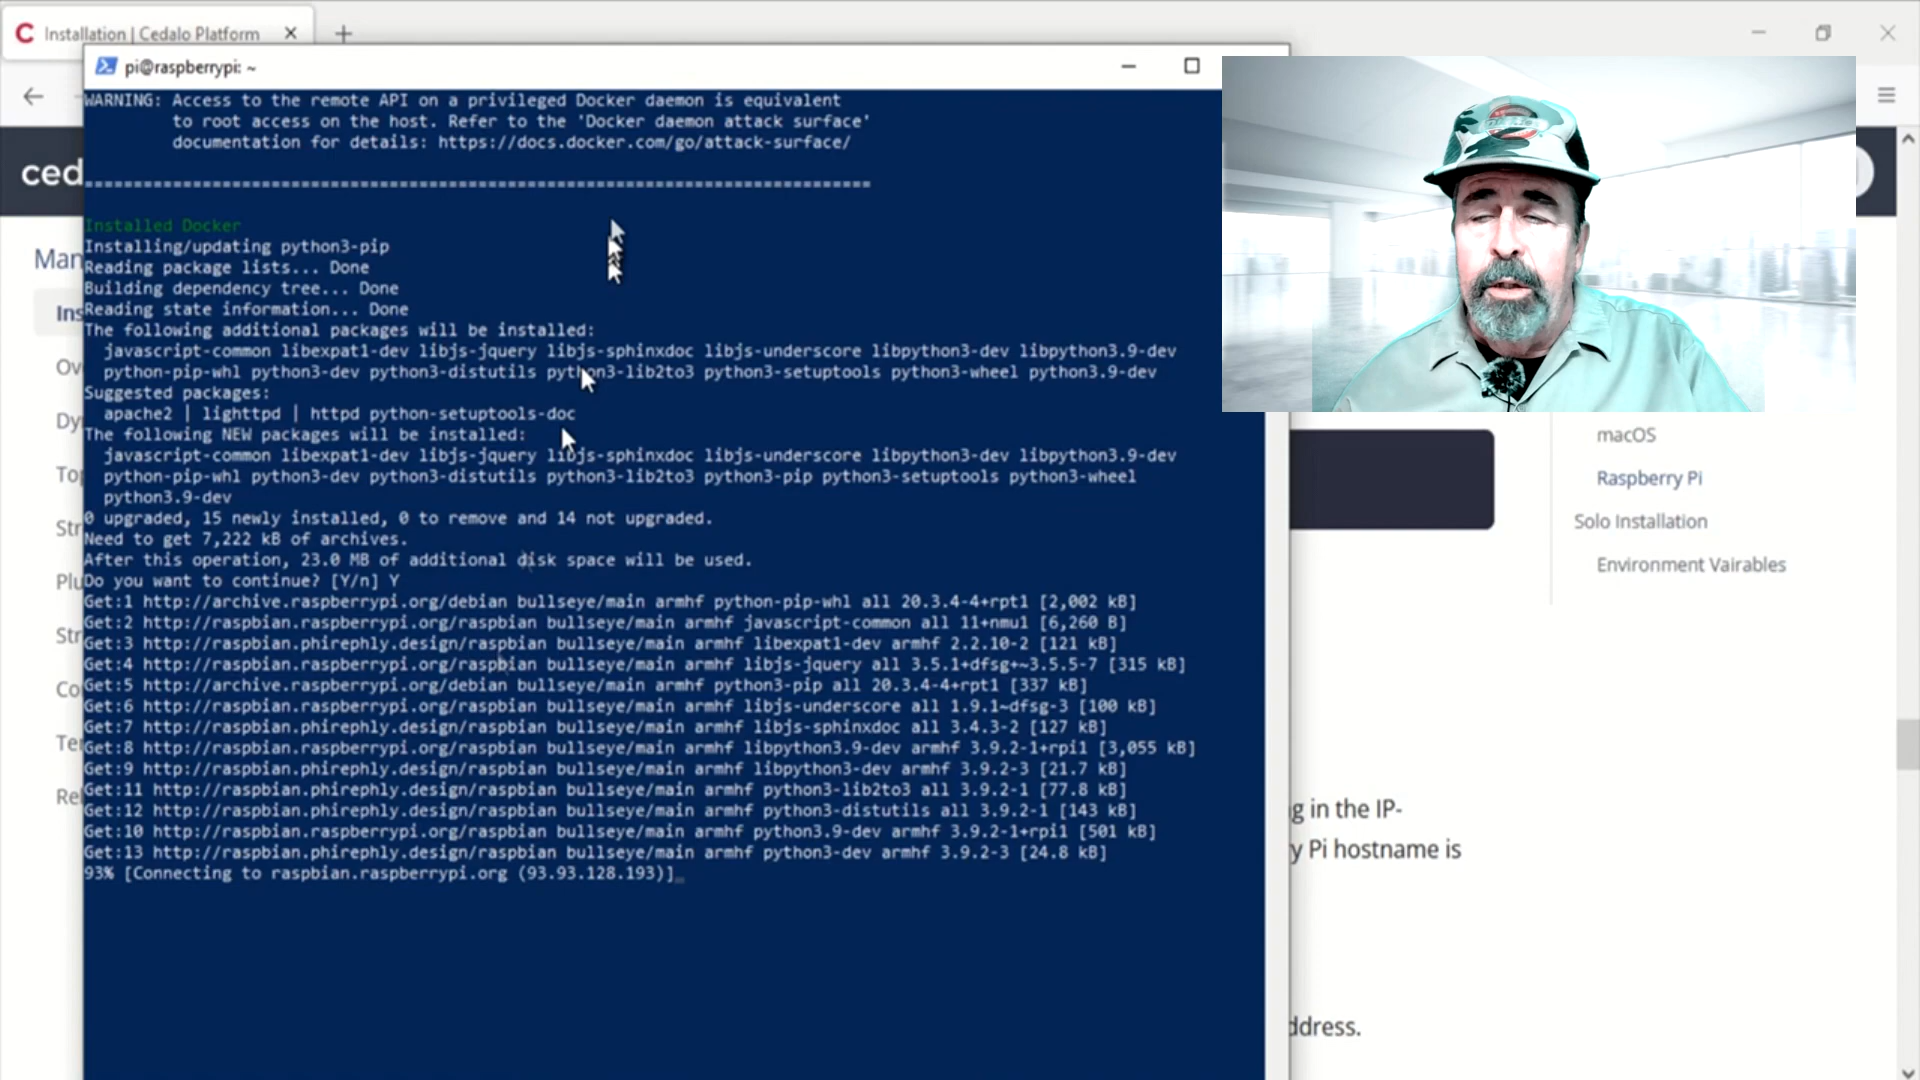 Installation | Cedalo Platform
pi@raspberrypi: ~
WARNING: Access to the remote API on a privileged Docker daemon is equivalent
to root access on the host. Refer to the 'Docker daemon attack surface'
documentation for details: https://docs.docker.com/go/attack-surface/
================================================================================
Installed Docker
Installing/updating python3-pip
Reading package lists... Done
Building dependency tree... Done
Reading state information... Done
The following additional packages will be installed:
javascript-common libexpat1-dev libjs-jquery libjs-sphinxdoc libjs-underscore libpython3-dev libpython3.9-dev
python-pip-whl python3-dev python3-distutils python3-lib2to3 python3-setuptools python3-wheel python3.9-dev
Suggested packages:
apache2 | lighttpd | httpd python-setuptools-doc
The following NEW packages will be installed:
javascript-common libexpat1-dev libjs-jquery libjs-sphinxdoc libjs-underscore libpython3-dev libpython3.9-dev
python-pip-whl python3-dev python3-distutils python3-lib2to3 python3-pip python3-setuptools python3-wheel
python3.9-dev
0 upgraded, 15 newly installed, 0 to remove and 14 not upgraded.
Need to get 7,222 kB of archives.
After this operation, 23.0 MB of additional disk space will be used.
Do you want to continue? [Y/n] Y
Get:1 http://archive.raspberrypi.org/debian bullseye/main armhf python-pip-whl all 20.3.4-4+rpt1 [2,002 kB]
Get:2 http://raspbian.raspberrypi.org/raspbian bullseye/main armhf javascript-common all 11+nmu1 [6,260 B]
Get:3 http://raspbian.phirephly.design/raspbian bullseye/main armhf libexpat1-dev armhf 2.2.10-2 [121 kB]
Get:4 http://raspbian.raspberrypi.org/raspbian bullseye/main armhf libjs-jquery all 3.5.1+dfsg+~3.5.5-7 [315 kB]
Get:5 http://archive.raspberrypi.org/debian bullseye/main armhf python3-pip all 20.3.4-4+rpt1 [337 kB]
Get:6 http://raspbian.raspberrypi.org/raspbian bullseye/main armhf libjs-underscore all 1.9.1~dfsg-3 [100 kB]
Get:7 http://raspbian.phirephly.design/raspbian bullseye/main armhf libjs-sphinxdoc all 3.4.3-2 [127 kB]
Get:8 http://raspbian.raspberrypi.org/raspbian bullseye/main armhf libpython3.9-dev armhf 3.9.2-1+rpi1 [3,055 kB]
Get:9 http://raspbian.phirephly.design/raspbian bullseye/main armhf libpython3-dev armhf 3.9.2-3 [21.7 kB]
Get:11 http://raspbian.phirephly.design/raspbian bullseye/main armhf python3-lib2to3 all 3.9.2-1 [77.8 kB]
Get:12 http://raspbian.phirephly.design/raspbian bullseye/main armhf python3-distutils all 3.9.2-1 [143 kB]
Get:10 http://raspbian.raspberrypi.org/raspbian bullseye/main armhf python3.9-dev armhf 3.9.2-1+rpi1 [501 kB]
Get:13 http://raspbian.phirephly.design/raspbian bullseye/main armhf python3-dev armhf 3.9.2-3 [24.8 kB]
93% [Connecting to raspbian.raspberrypi.org (93.93.128.193)]
ced
Man
Ins
Ov
Dy
Top
Str
Plu
Str
Co
Ter
Rel
macOS
Raspberry Pi
Solo Installation
Environment Vairables
g in the IP-
y Pi hostname is
ddress.